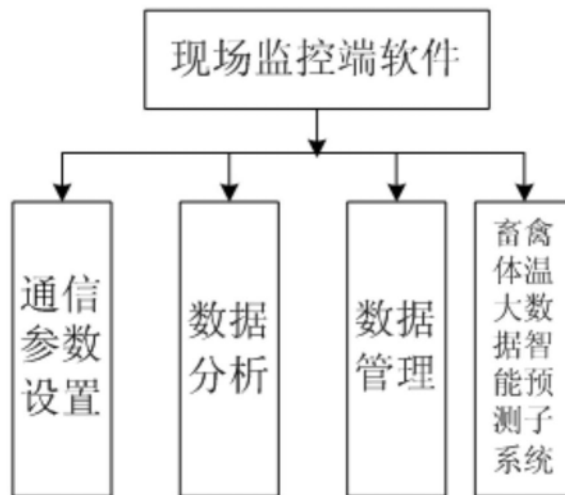 现场监控端软件
通信
参数
设置
数据
分析
数据
管理
畜禽
体温
大数
据智
能预
测子
系统